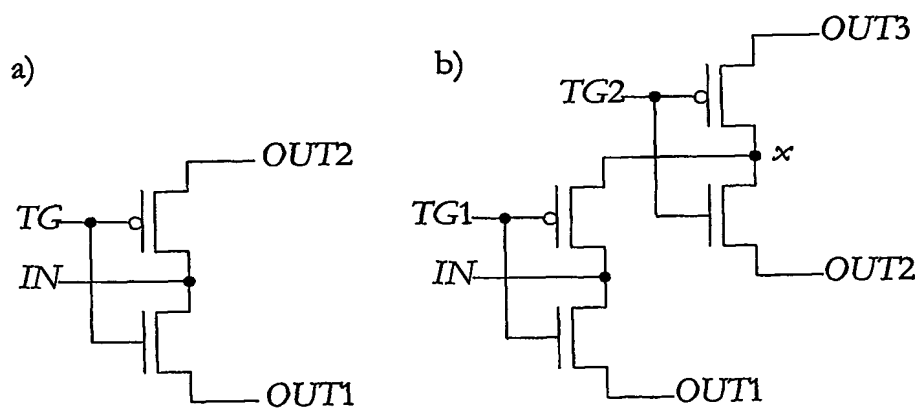 a)
TG
IN
OUT2
OUT1
b)
TG2
TG1
IN
OUT3
x
OUT2
OUT1